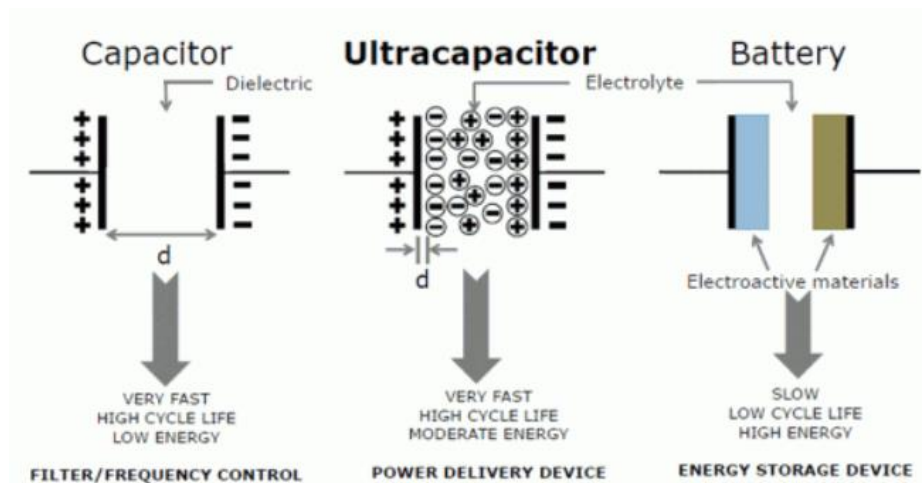 Capacitor
Ultracapacitor
Battery
Dielectric
Electrolyte
d
d
Electroactive materials
VERY FAST
HIGH CYCLE LIFE
LOW ENERGY
VERY FAST
HIGH CYCLE LIFE
MODERATE ENERGY
SLOW
LOW CYCLE LIFE
HIGH ENERGY
FILTER/FREQUENCY CONTROL
POWER DELIVERY DEVICE
ENERGY STORAGE DEVICE